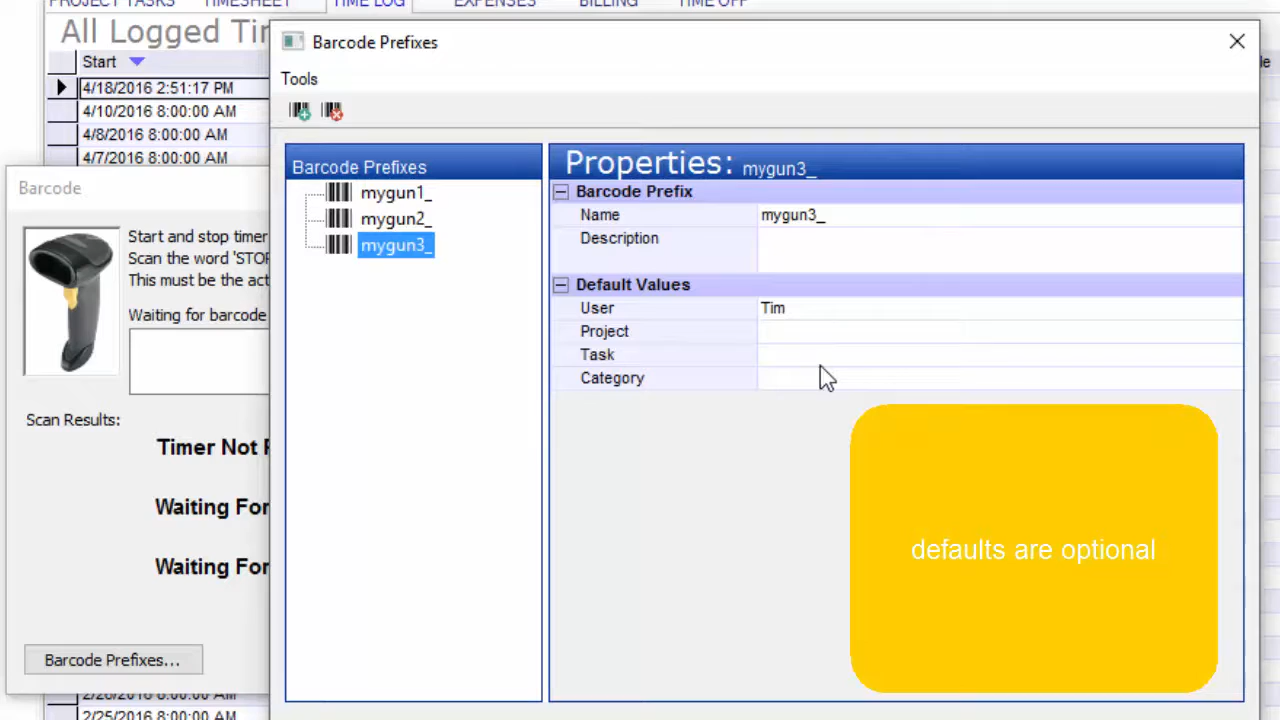 PROJECT TASKS TIMESHEET TIME LOG EXPENSES BILLING TIME OFF
All Logged Ti
Start
4/18/2016 2:51:17 PM
4/10/2016 8:00:00 AM
4/8/2016 8:00:00 AM
4/7/2016 8:00:00 AM
Barcode
Start and stop timer
Scan the word 'STO
This must be the act
Waiting for barcode
Scan Results:
Timer Not
Waiting For
Waiting For
Barcode Prefixes...
2/25/2016 8:00:00 AM
Barcode Prefixes
Tools
Barcode Prefixes
mygun1_
mygun2_
mygun3_
Properties: mygun3_
Barcode Prefix
Name mygun3_
Description
Default Values
User Tim
Project
Task
Category
defaults are optional